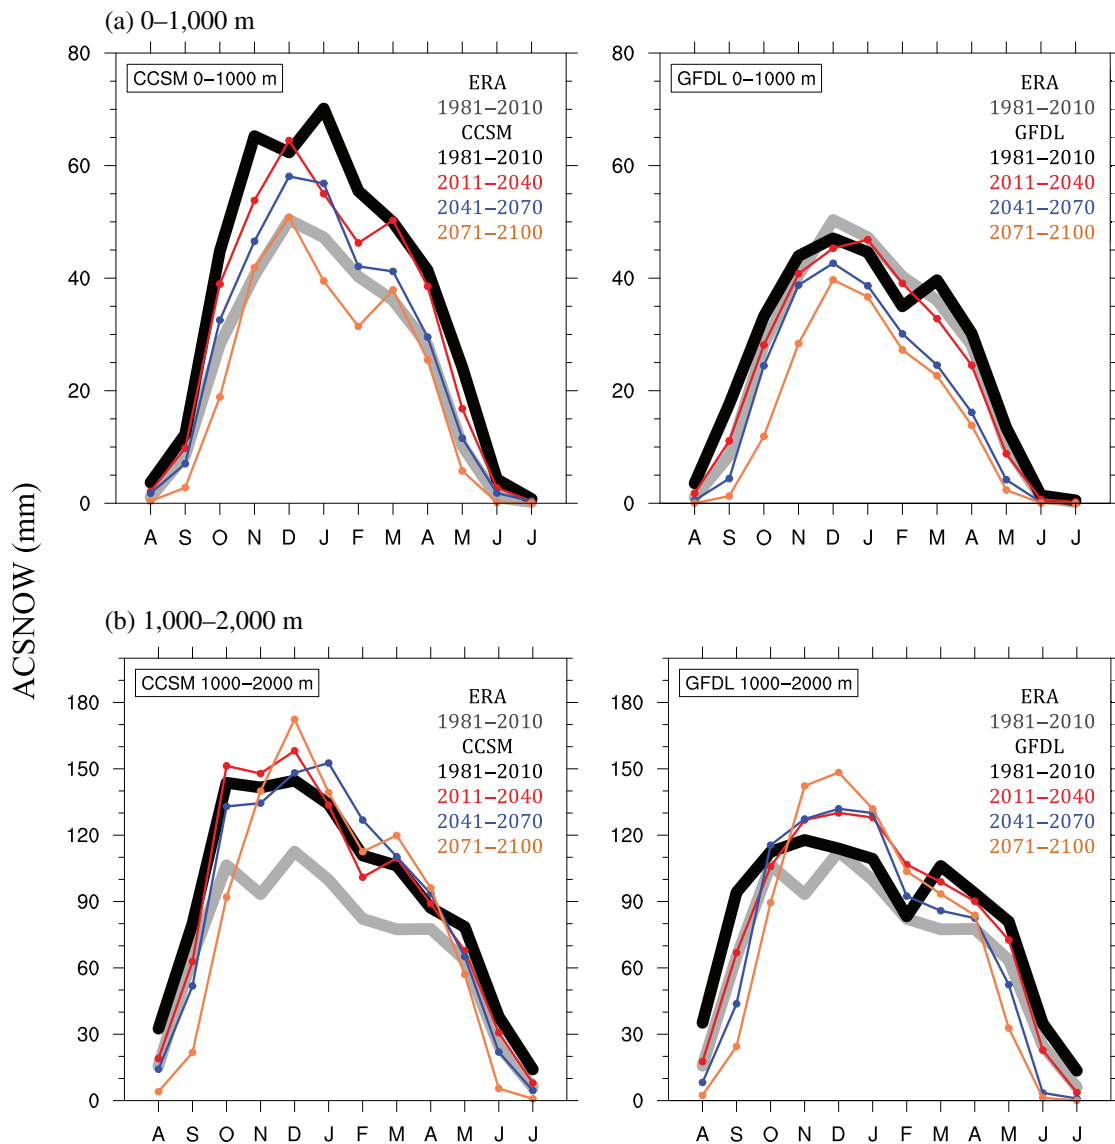 (a) 0–1,000 m
CCSM 0–1000 m
ERA
1981–2010
CCSM
1981–2010
2011–2040
2041–2070
2071–2100
80
60
40
20
0
A S O N D J F M A M J J
GFDL 0–1000 m
ERA
1981–2010
GFDL
1981–2010
2011–2040
2041–2070
2071–2100
80
60
40
20
0
A S O N D J F M A M J J
ACSNOW (mm)
(b) 1,000–2,000 m
CCSM 1000–2000 m
ERA
1981–2010
CCSM
1981–2010
2011–2040
2041–2070
2071–2100
180
150
120
90
60
30
0
A S O N D J F M A M J J
GFDL 1000–2000 m
ERA
1981–2010
GFDL
1981–2010
2011–2040
2041–2070
2071–2100
180
150
120
90
60
30
0
A S O N D J F M A M J J